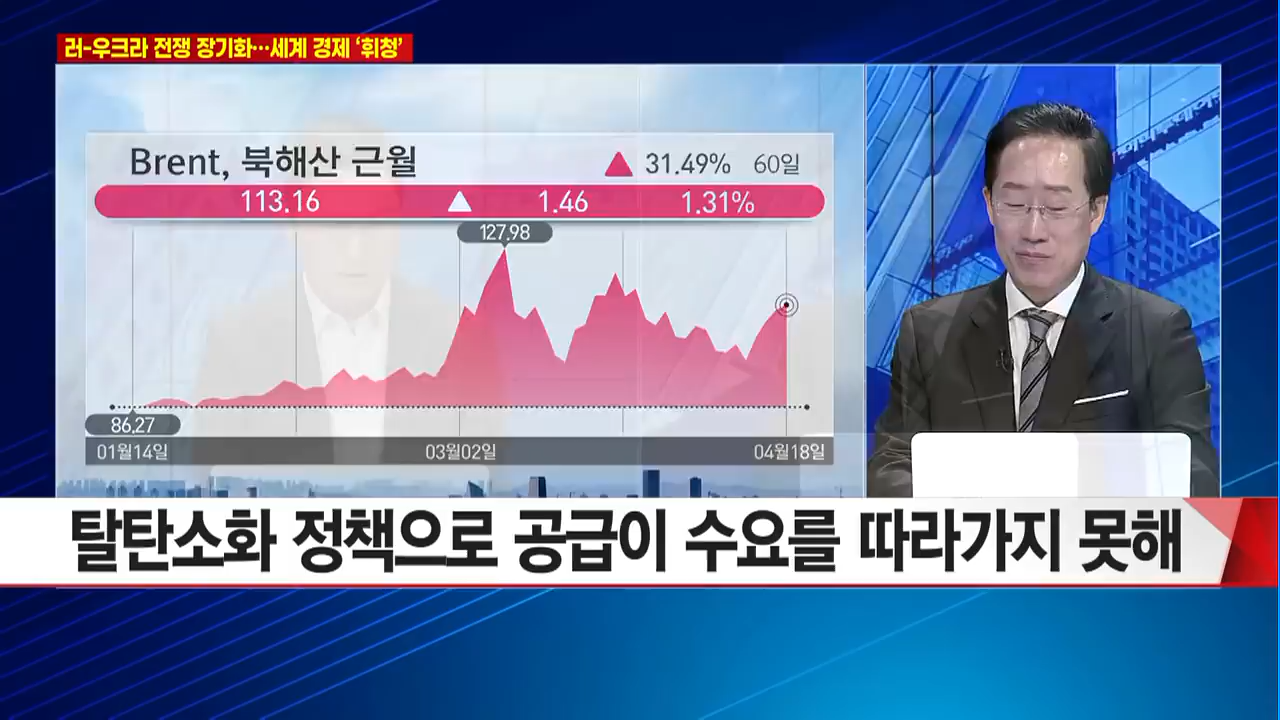 러-우크라 전쟁 장기화…세계 경제 ‘휘청’
Brent, 북해산 근월 ▲ 31.49% 60일
113.16 △ 1.46 1.31%
127.98
86.27
01월14일 03월02일 04월18일
탈탄소화 정책으로 공급이 수요를 따라가지 못해